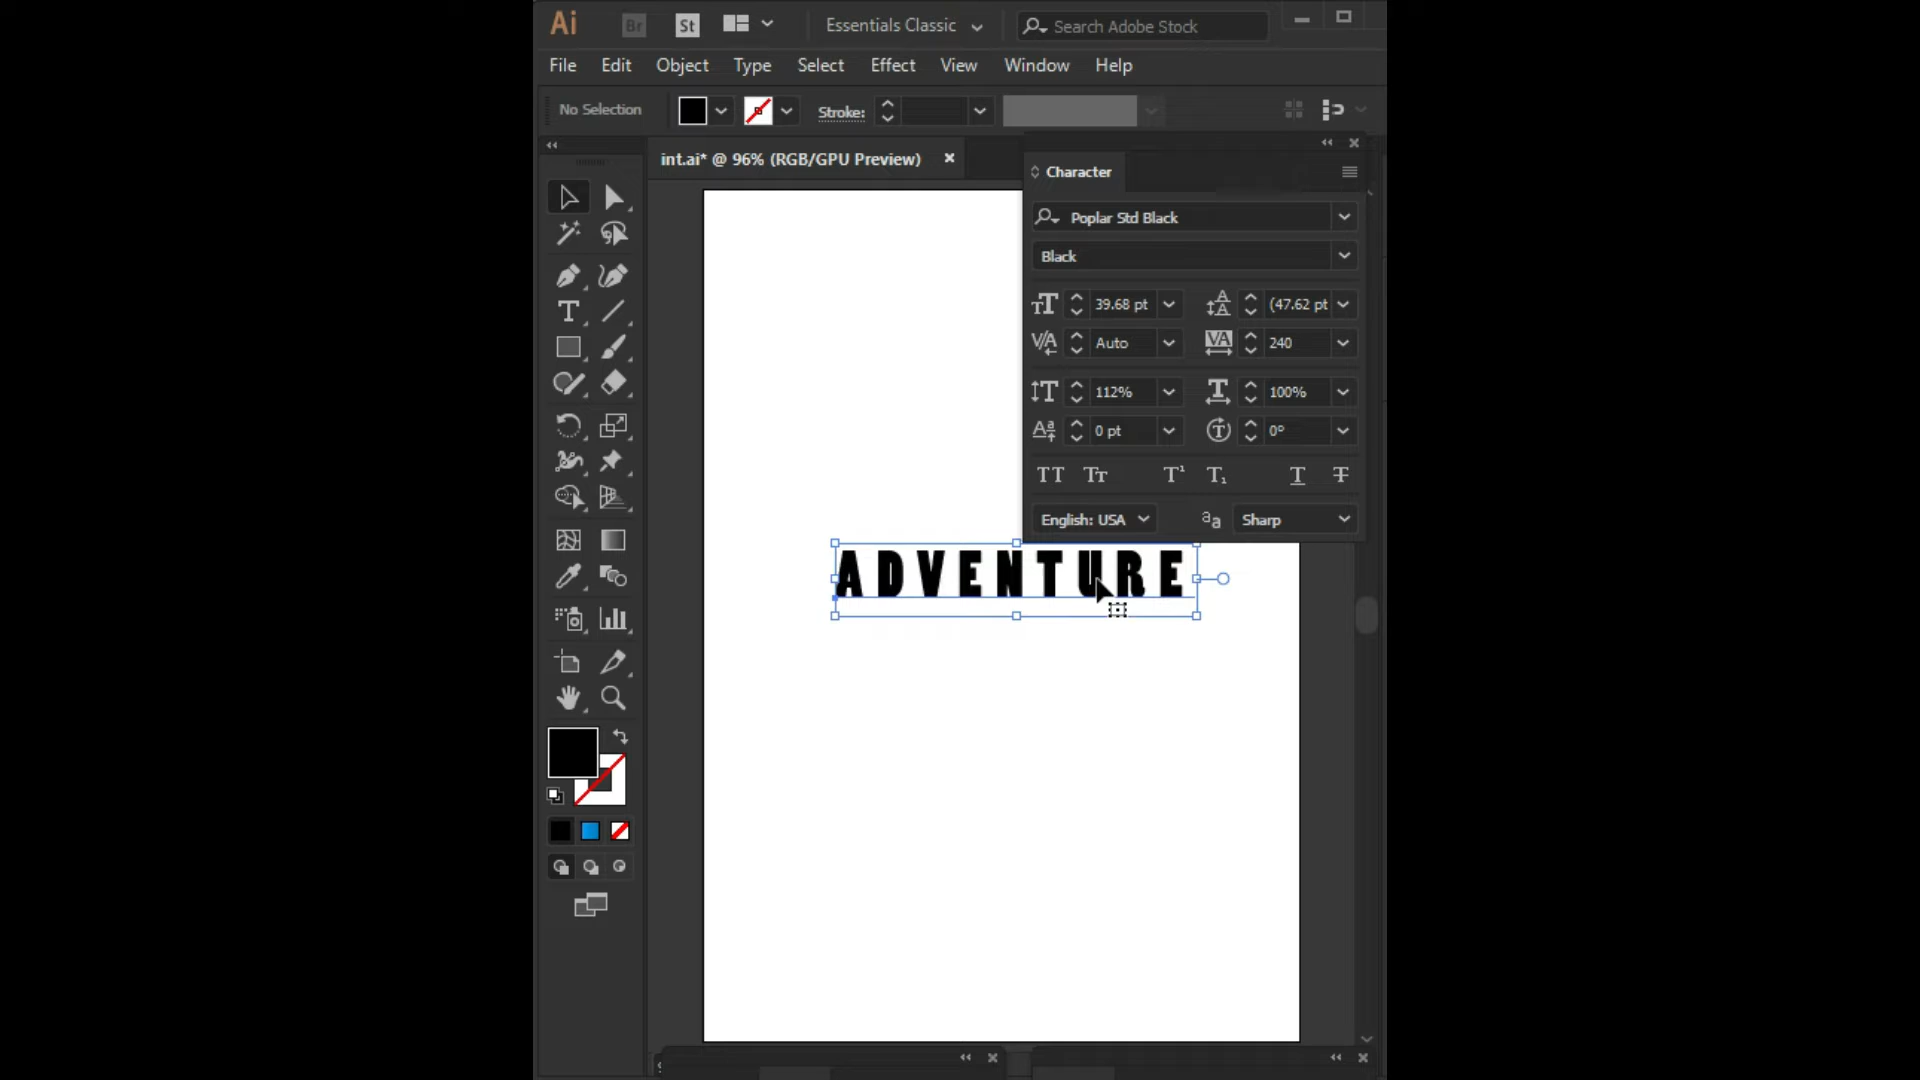 Ai Br St Essentials Classic Search Adobe Stock
File Edit Object Type Select Effect View Window Help
No Selection Stroke:
int.ai* @ 96% (RGB/GPU Preview)
Character
Poplar Std Black
Black
39.68 pt (47.62 pt
Auto 240
112% 100%
0 pt 0°
English: USA Sharp
ADVENTURE